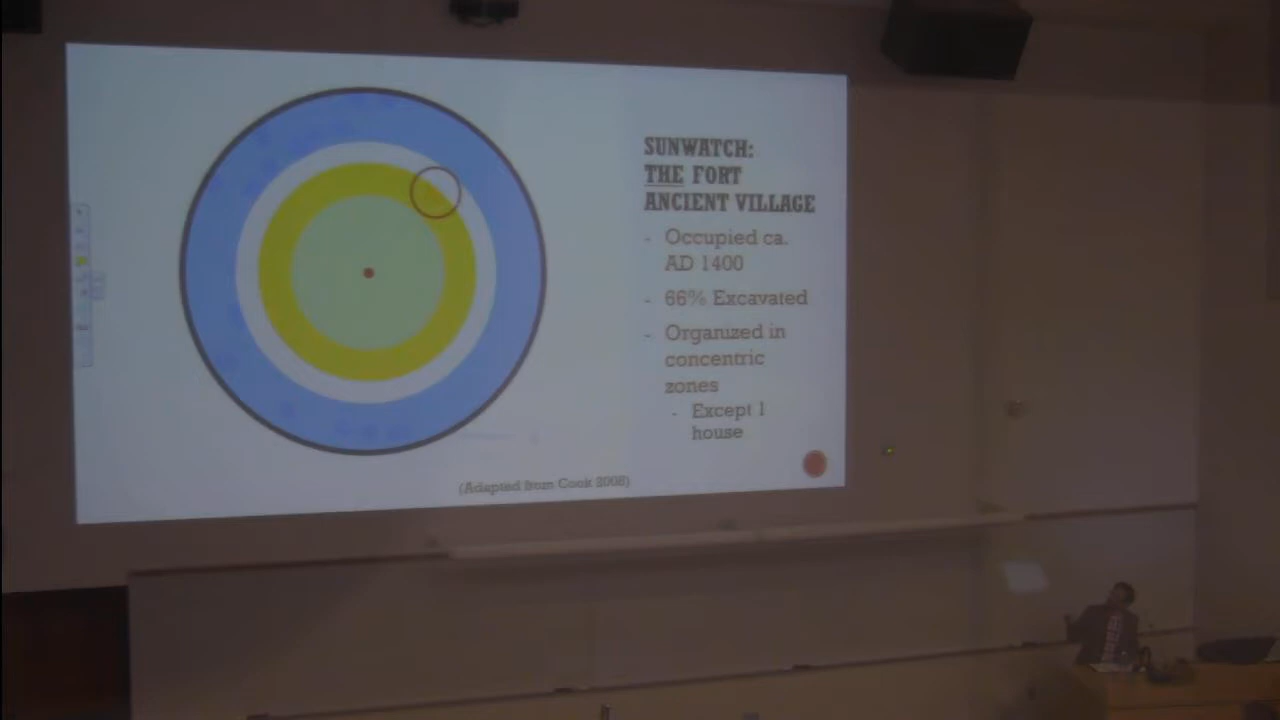 SUNWATCH:
THE FORT
ANCIENT VILLAGE
- Occupied ca.
AD 1400
- 66% Excavated
- Organized in
concentric
zones
- Except 1
house
(Adapted from Cook 2008)